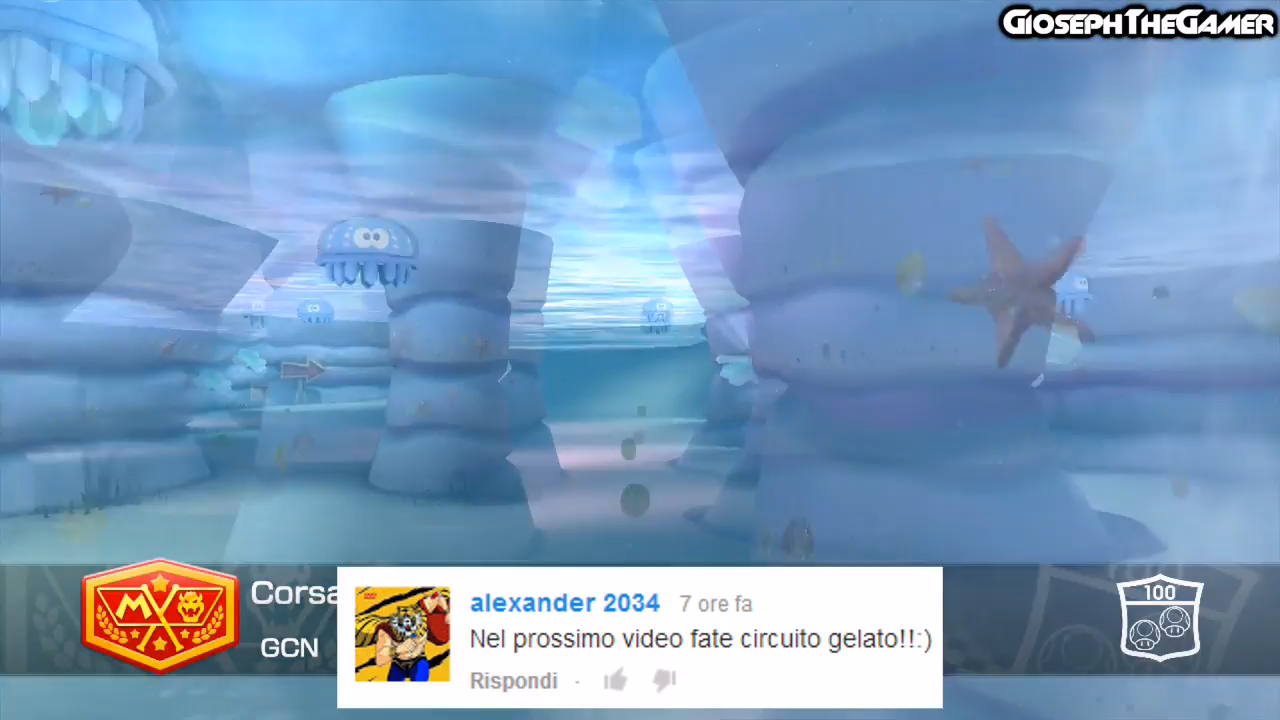 GIOSEPHTHEGAMER
Corsa
GCN
100
alexander 2034 7 ore fa
Nel prossimo video fate circuito gelato!!:)
Rispondi ·